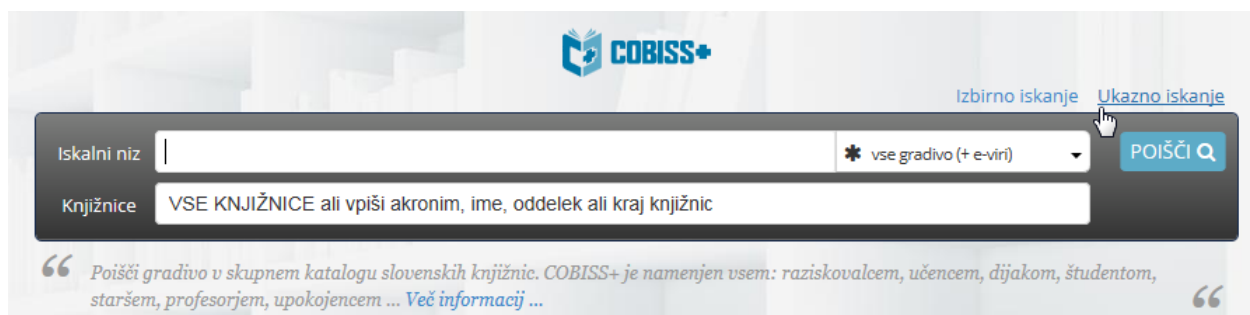 COBISS+
Izbirno iskanje Ukazno iskanje
Iskalni niz vse gradivo (+ e-viri) POIŠČI
Knjižnice VSE KNJIŽNICE ali vpiši akronim, ime, oddelek ali kraj knjižnic
Poišči gradivo v skupnem katalogu slovenskih knjižnic. COBISS+ je namenjen vsem: raziskovalcem, učencem, dijakom, študentom,
staršem, profesorjem, upokojencem ... Več informacij ...